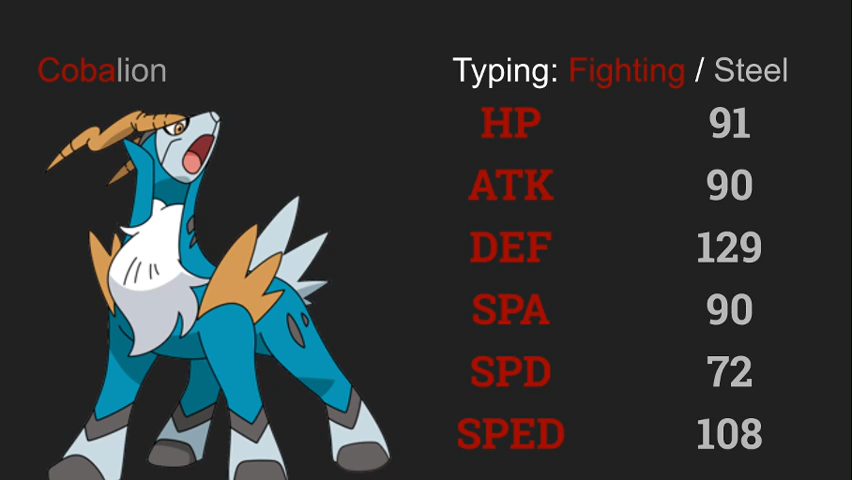 Cobalion
Typing: Fighting / Steel
HP 91
ATK 90
DEF 129
SPA 90
SPD 72
SPED 108